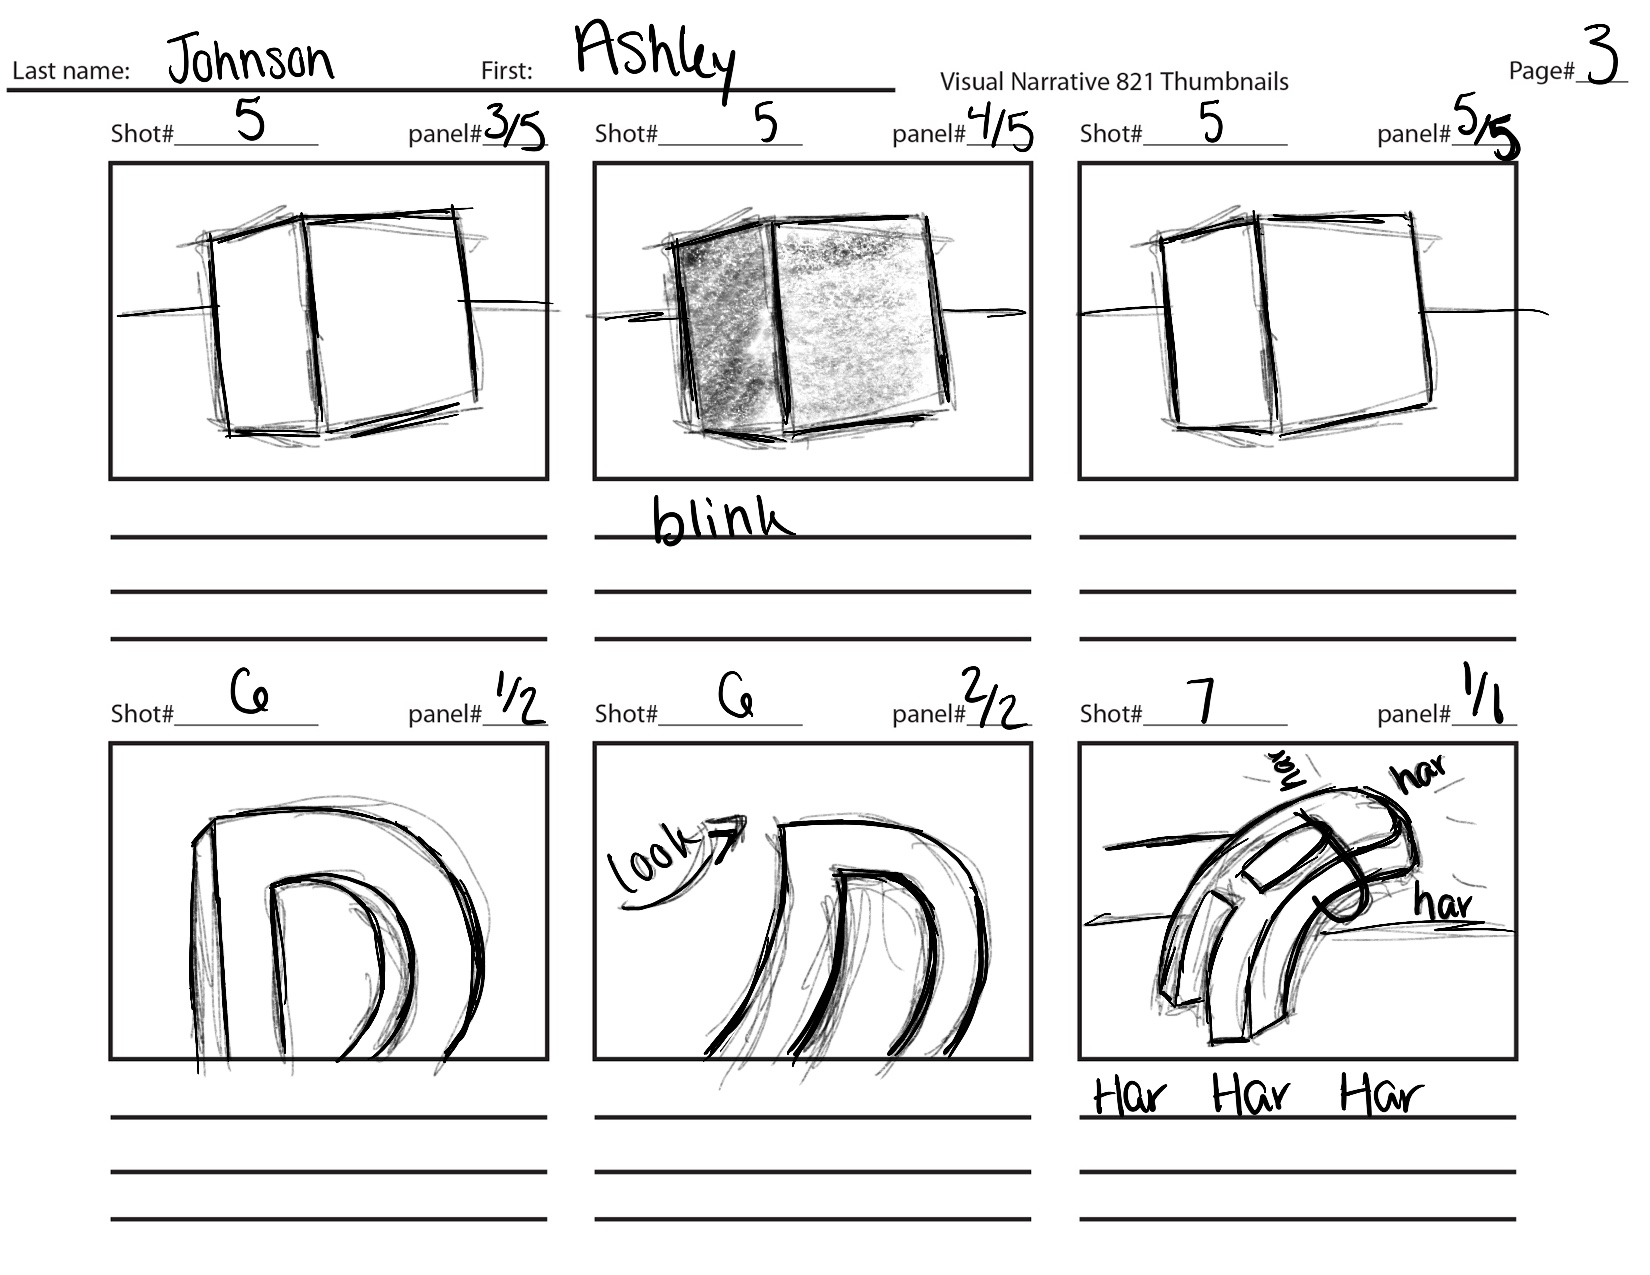 Last name: Johnson First: Ashley Visual Narrative 821 Thumbnails Page# 3
Shot# 5 panel# 3/5 Shot# 5 panel# 4/5 Shot# 5 panel# 5/5
blink
Shot# 6 panel# 1/2 Shot# 6 panel# 2/2 Shot# 7 panel# 1/1
har har
look
har
Har Har Har